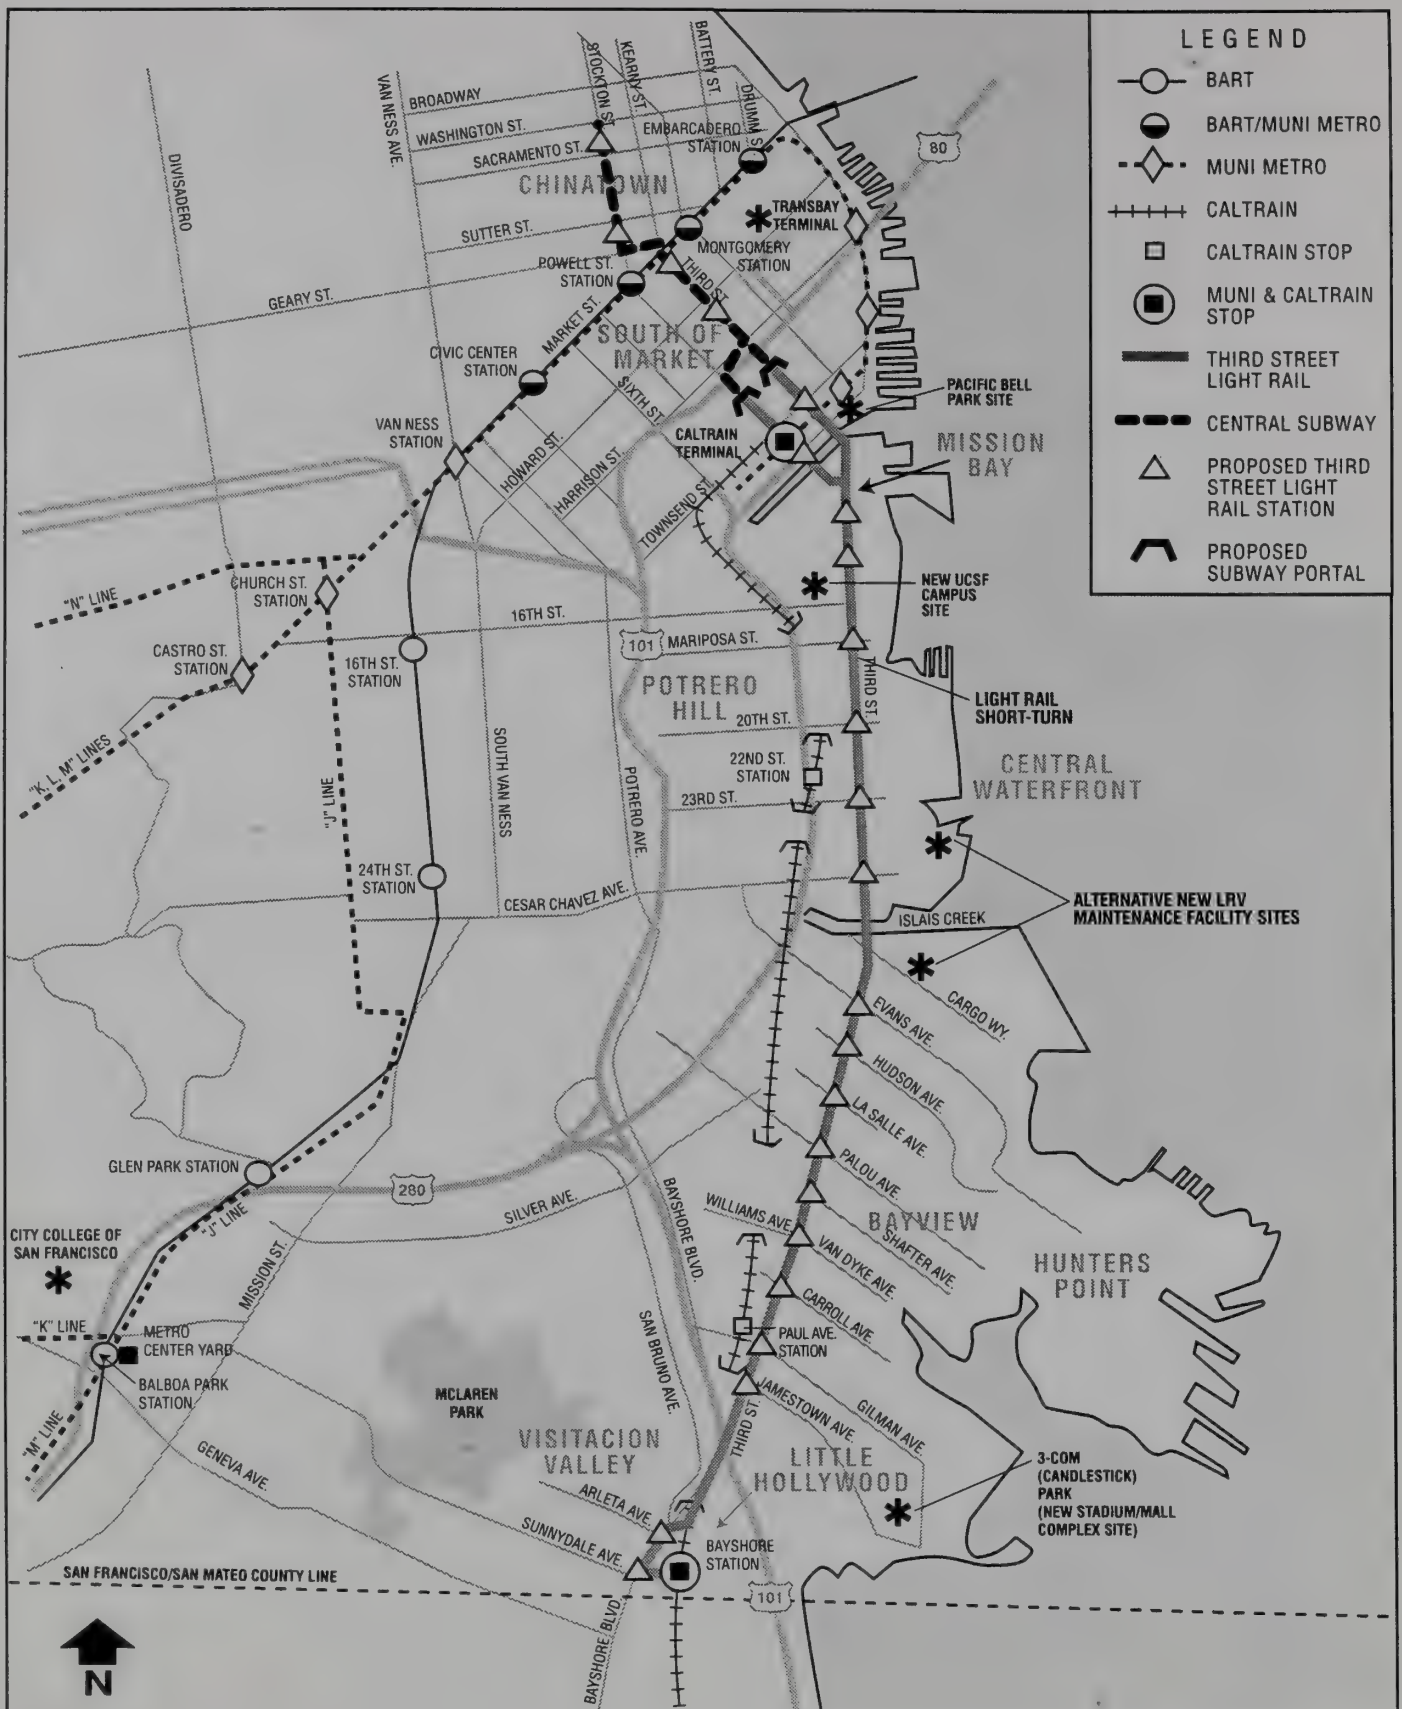 LEGEND
BART
BART/MUNI METRO
MUNI METRO
CALTRAIN
CALTRAIN STOP
MUNI & CALTRAIN
STOP
THIRD STREET
LIGHT RAIL
CENTRAL SUBWAY
PROPOSED THIRD
STREET LIGHT
RAIL STATION
PROPOSED
SUBWAY PORTAL
STOCKTON ST.
KEARNY ST.
BATTERY ST.
DRUMM S
VAN NESS AVE.
DIVISADERO
BROADWAY
WASHINGTON ST.
SACRAMENTO ST.
EMBARCADERO
STATION
80
CHINATOWN
TRANSBAY
TERMINAL
SUTTER ST.
MONTGOMERY
STATION
POWELL ST.
STATION
THIRD ST.
GEARY ST.
MARKET ST.
SOUTH OF
MARKET
CIVIC CENTER
STATION
SIXTH ST.
PACIFIC BELL
PARK SITE
VAN NESS
STATION
CALTRAIN
TERMINAL
MISSION
BAY
HOWARD ST.
HARRISON ST.
TOWNSEND ST.
"N" LINE
CHURCH ST.
STATION
NEW UCSF
CAMPUS
SITE
16TH ST.
101
MARIPOSA ST.
CASTRO ST.
STATION
16TH ST.
STATION
POTRERO
HILL
THIRD ST.
LIGHT RAIL
SHORT-TURN
20TH ST.
"K, L, M" LINES
"J" LINE
SOUTH VAN NESS
POTRERO AVE.
22ND ST.
STATION
CENTRAL
WATERFRONT
23RD ST.
24TH ST.
STATION
CESAR CHAVEZ AVE.
ISLAIS CREEK
ALTERNATIVE NEW LRV
MAINTENANCE FACILITY SITES
CARGO WY.
EVANS AVE.
HUDSON AVE.
LA SALLE AVE.
PALOU AVE.
GLEN PARK STATION
280
SILVER AVE.
BAYSHORE BLVD.
WILLIAMS AVE.
BAYVIEW
SHAFTER AVE.
VAN DYKE AVE.
HUNTERS
POINT
CITY COLLEGE OF
SAN FRANCISCO
"J" LINE
MISSION ST.
CARROLL AVE.
"K" LINE
METRO
CENTER YARD
SAN BRUNO AVE.
PAUL AVE.
STATION
BALBOA PARK
STATION
MCLAREN
PARK
JAMESTOWN AVE.
GILMAN AVE.
"M" LINE
GENEVA AVE.
VISITACION
VALLEY
THIRD ST.
LITTLE
HOLLYWOOD
3-COM
(CANDLESTICK)
PARK
(NEW STADIUM/MALL
COMPLEX SITE)
ARLETA AVE.
SUNNYDALE AVE.
BAYSHORE
STATION
SAN FRANCISCO/SAN MATEO COUNTY LINE
101
BAYSHORE BLVD.
N